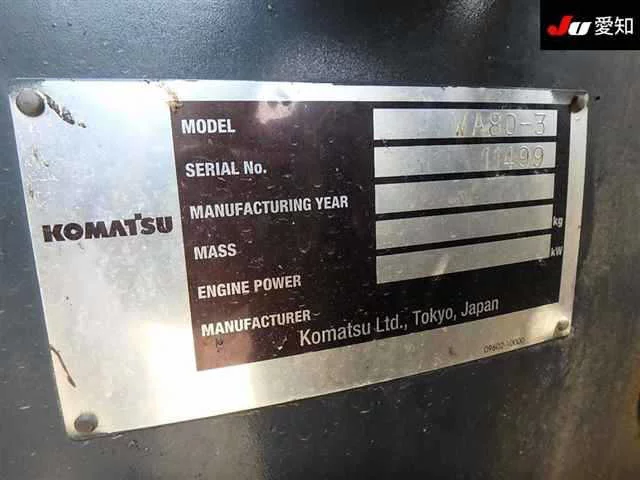 JU 愛知
MODEL WA80-3
SERIAL No. 11499
MANUFACTURING YEAR
MASS kg
ENGINE POWER kW
MANUFACTURER Komatsu Ltd., Tokyo, Japan
KOMATSU